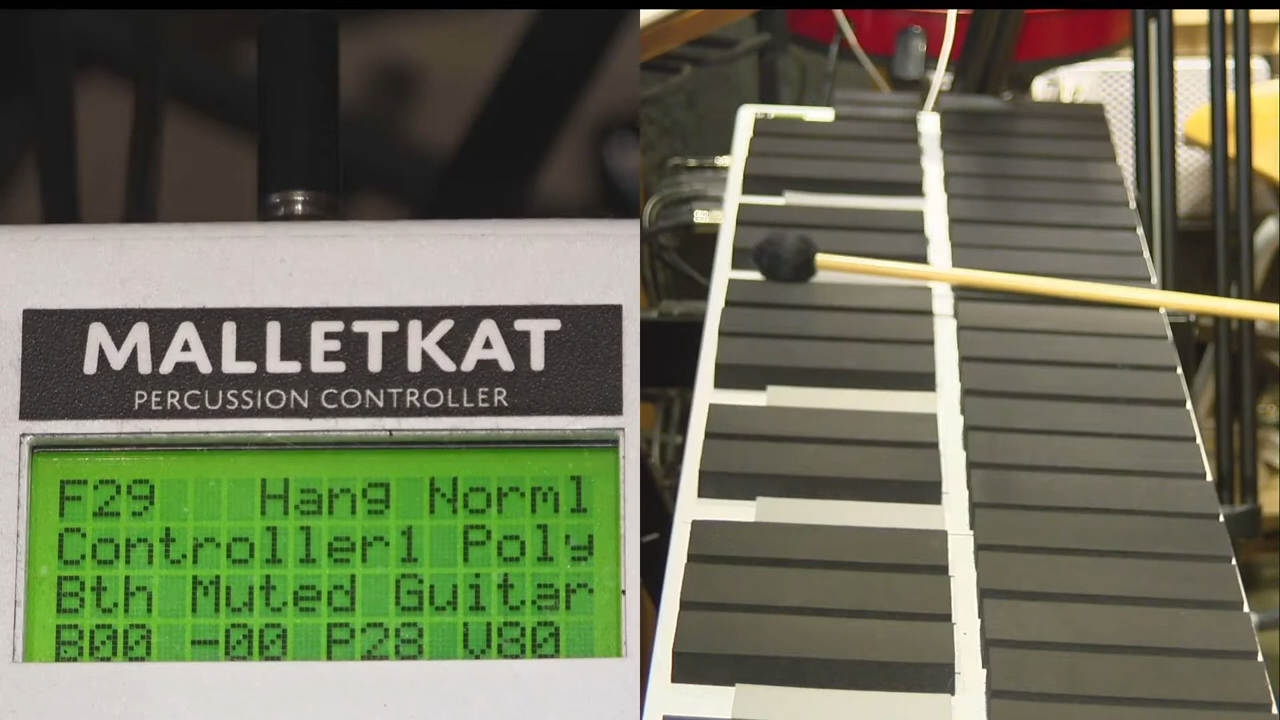 MALLETKAT
PERCUSSION CONTROLLER
F29 Hang Norml
Controller1 Poly
Bth Muted Guitar
B00 -00 P28 V80